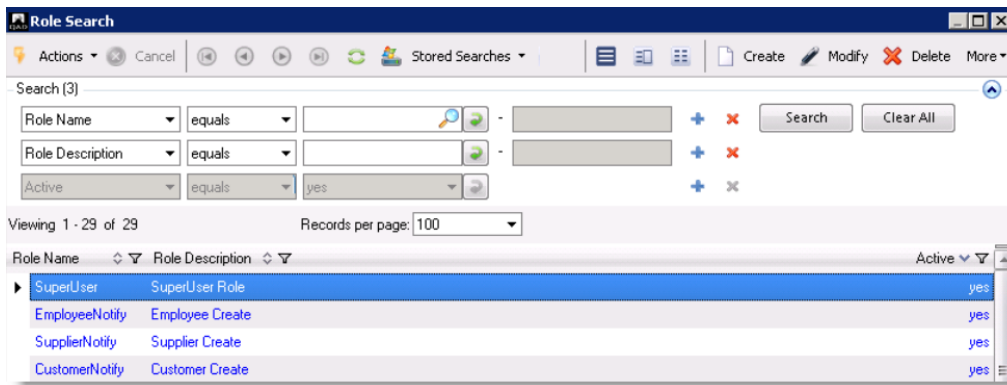 QAD Role Search
Actions Cancel Stored Searches Create Modify Delete More
Search (3)
Role Name equals - Search Clear All
Role Description equals -
Active equals yes
Viewing 1 - 29 of 29 Records per page: 100
Role Name Role Description Active
SuperUser SuperUser Role yes
EmployeeNotify Employee Create yes
SupplierNotify Supplier Create yes
CustomerNotify Customer Create yes